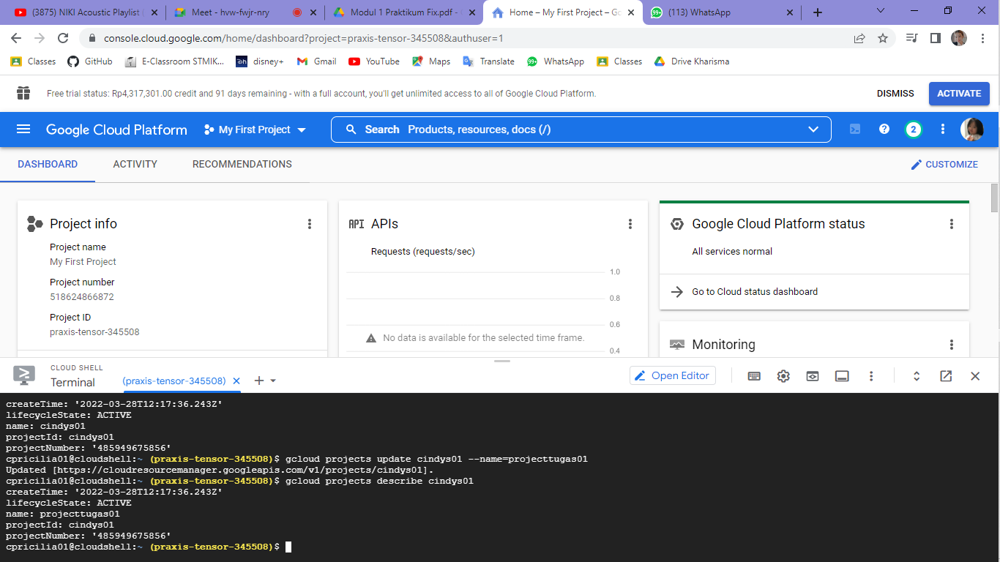 (3875) NIKI Acoustic Playlist
Meet - hvw-fwjr-nry
Modul 1 Praktikum Fix.pdf -
Home – My First Project – Go
99+
(113) WhatsApp
console.cloud.google.com/home/dashboard?project=praxis-tensor-345508&authuser=1
Classes
GitHub
E-Classroom STMIK...
disney+
Gmail
YouTube
Maps
Translate
99+
WhatsApp
Classes
Drive Kharisma
Free trial status: Rp4,317,301.00 credit and 91 days remaining - with a full account, you'll get unlimited access to all of Google Cloud Platform.
DISMISS
ACTIVATE
Google Cloud Platform
My First Project
Search Products, resources, docs (/)
2
DASHBOARD
ACTIVITY
RECOMMENDATIONS
CUSTOMIZE
Project info
Project name
My First Project
Project number
518624866872
Project ID
praxis-tensor-345508
API APIs
Requests (requests/sec)
1.0
0.8
0.6
No data is available for the selected time frame.
0.4
Google Cloud Platform status
All services normal
Go to Cloud status dashboard
Monitoring
CLOUD SHELL
Terminal
(praxis-tensor-345508)
Open Editor
createTime: '2022-03-28T12:17:36.243Z'
lifecycleState: ACTIVE
name: cindys01
projectId: cindys01
projectNumber: '485949675856'
cpricilia01@cloudshell:~ (praxis-tensor-345508)$ gcloud projects update cindys01 --name=projecttugas01
Updated [https://cloudresourcemanager.googleapis.com/v1/projects/cindys01].
cpricilia01@cloudshell:~ (praxis-tensor-345508)$ gcloud projects describe cindys01
createTime: '2022-03-28T12:17:36.243Z'
lifecycleState: ACTIVE
name: projecttugas01
projectId: cindys01
projectNumber: '485949675856'
cpricilia01@cloudshell:~ (praxis-tensor-345508)$